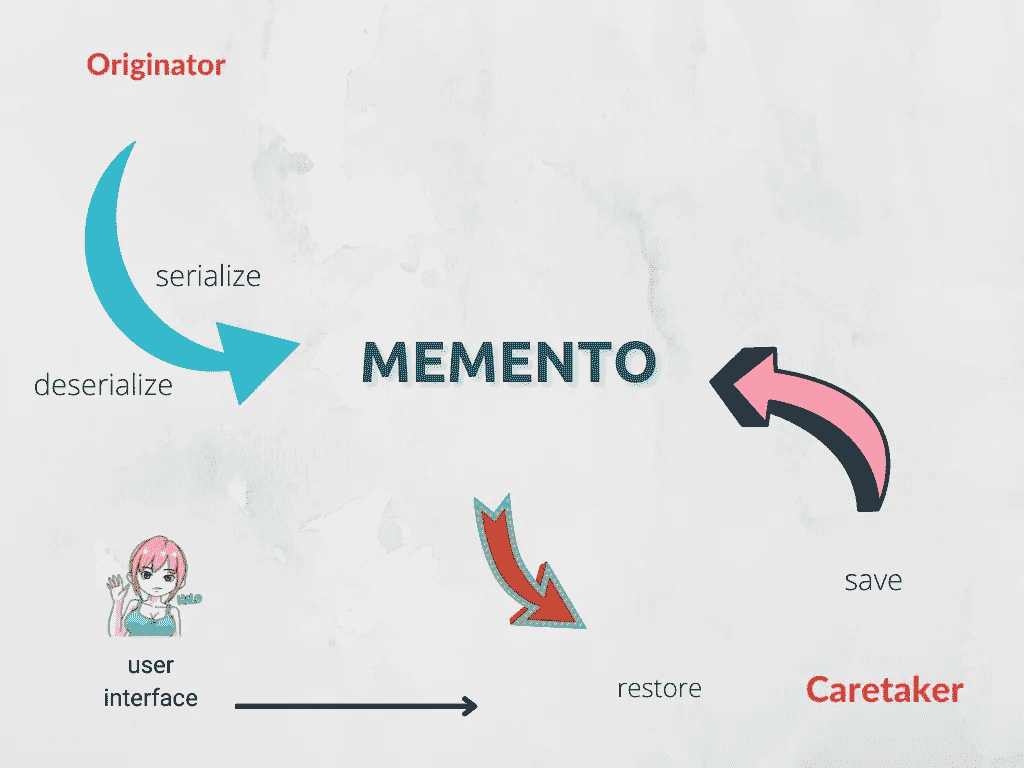 Originator
serialize
MEMENTO
deserialize
save
user
interface
restore
Caretaker